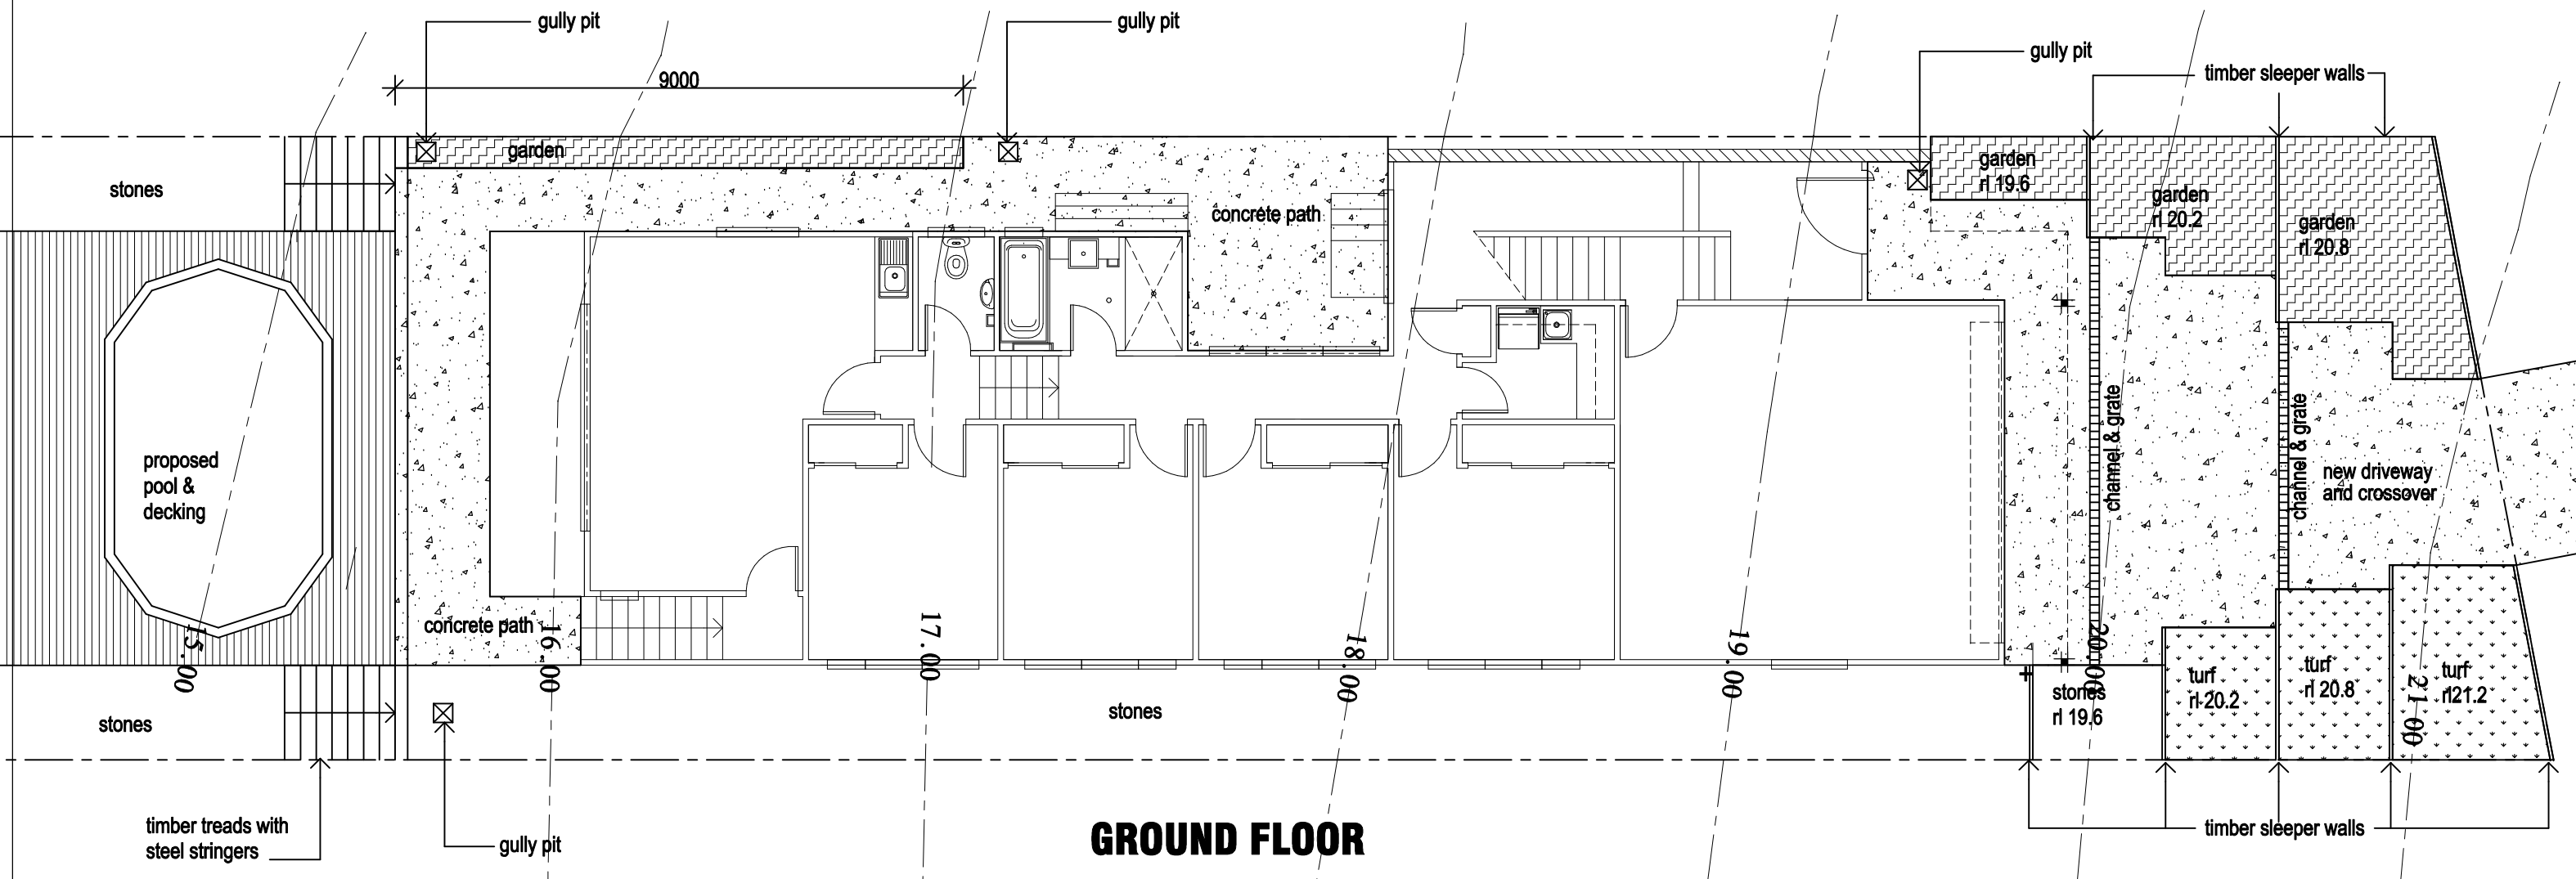 gully pit
gully pit
gully pit
timber sleeper walls
9000
garden
stones
garden
rl 19.6
garden
rl 20.2
garden
rl 20.8
concrete path
channel & grate
channel & grate
new driveway
and crossover
proposed
pool &
decking
concrete path
15.00
16.00
17.00
18.00
19.00
20.00
21.00
stones
stones
stones
rl 19.6
turf
rl 20.2
turf
rl 20.8
turf
rl21.2
timber treads with
steel stringers
gully pit
GROUND FLOOR
timber sleeper walls